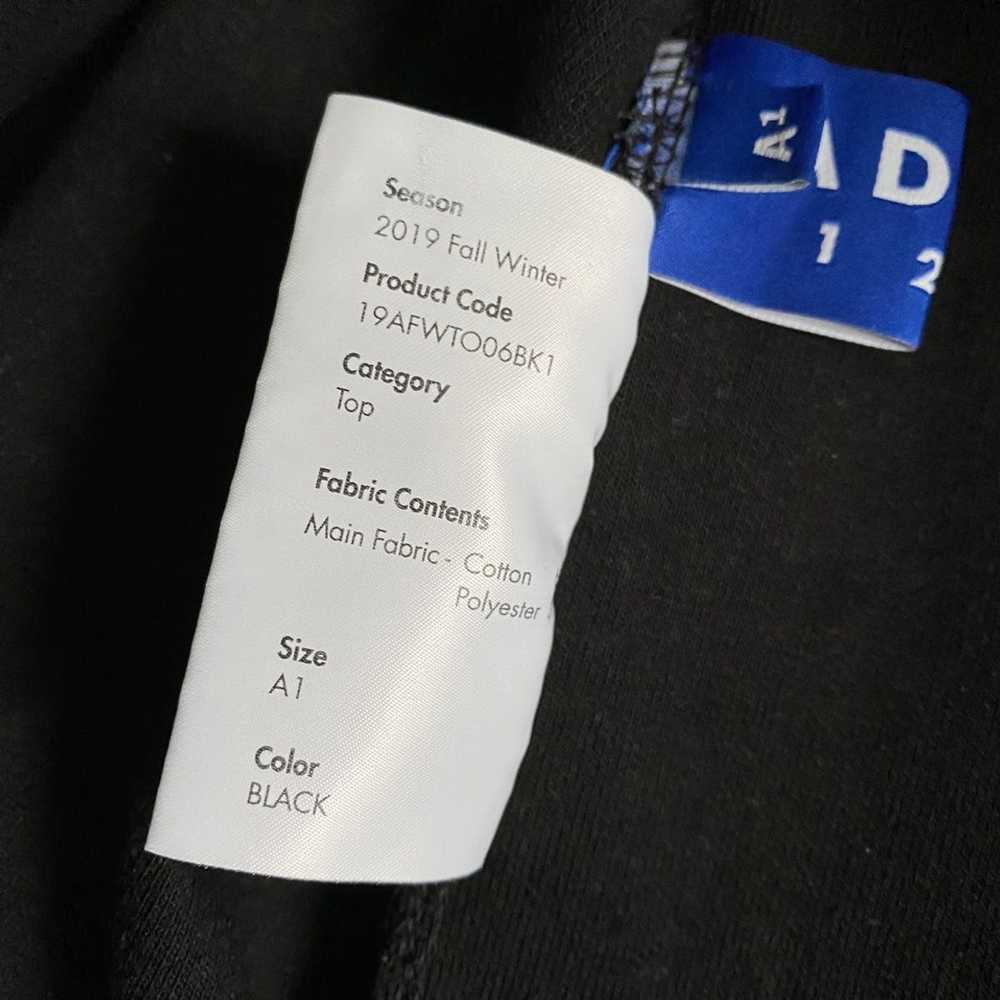 Season
2019 Fall Winter
Product Code
19AFWTO06BK1
Category
Top
Fabric Contents
Main Fabric - Cotton
Polyester
Size
A1
Color
BLACK
A1
A D
1 2